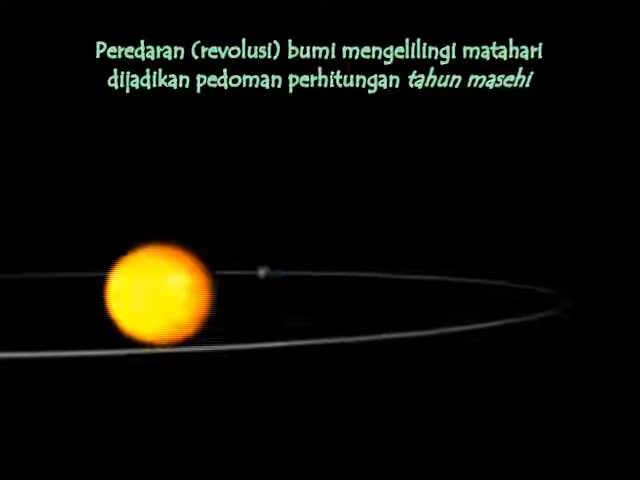 Peredaran (revolusi) bumi mengelilingi matahari
dijadikan pedoman perhitungan tahun masehi